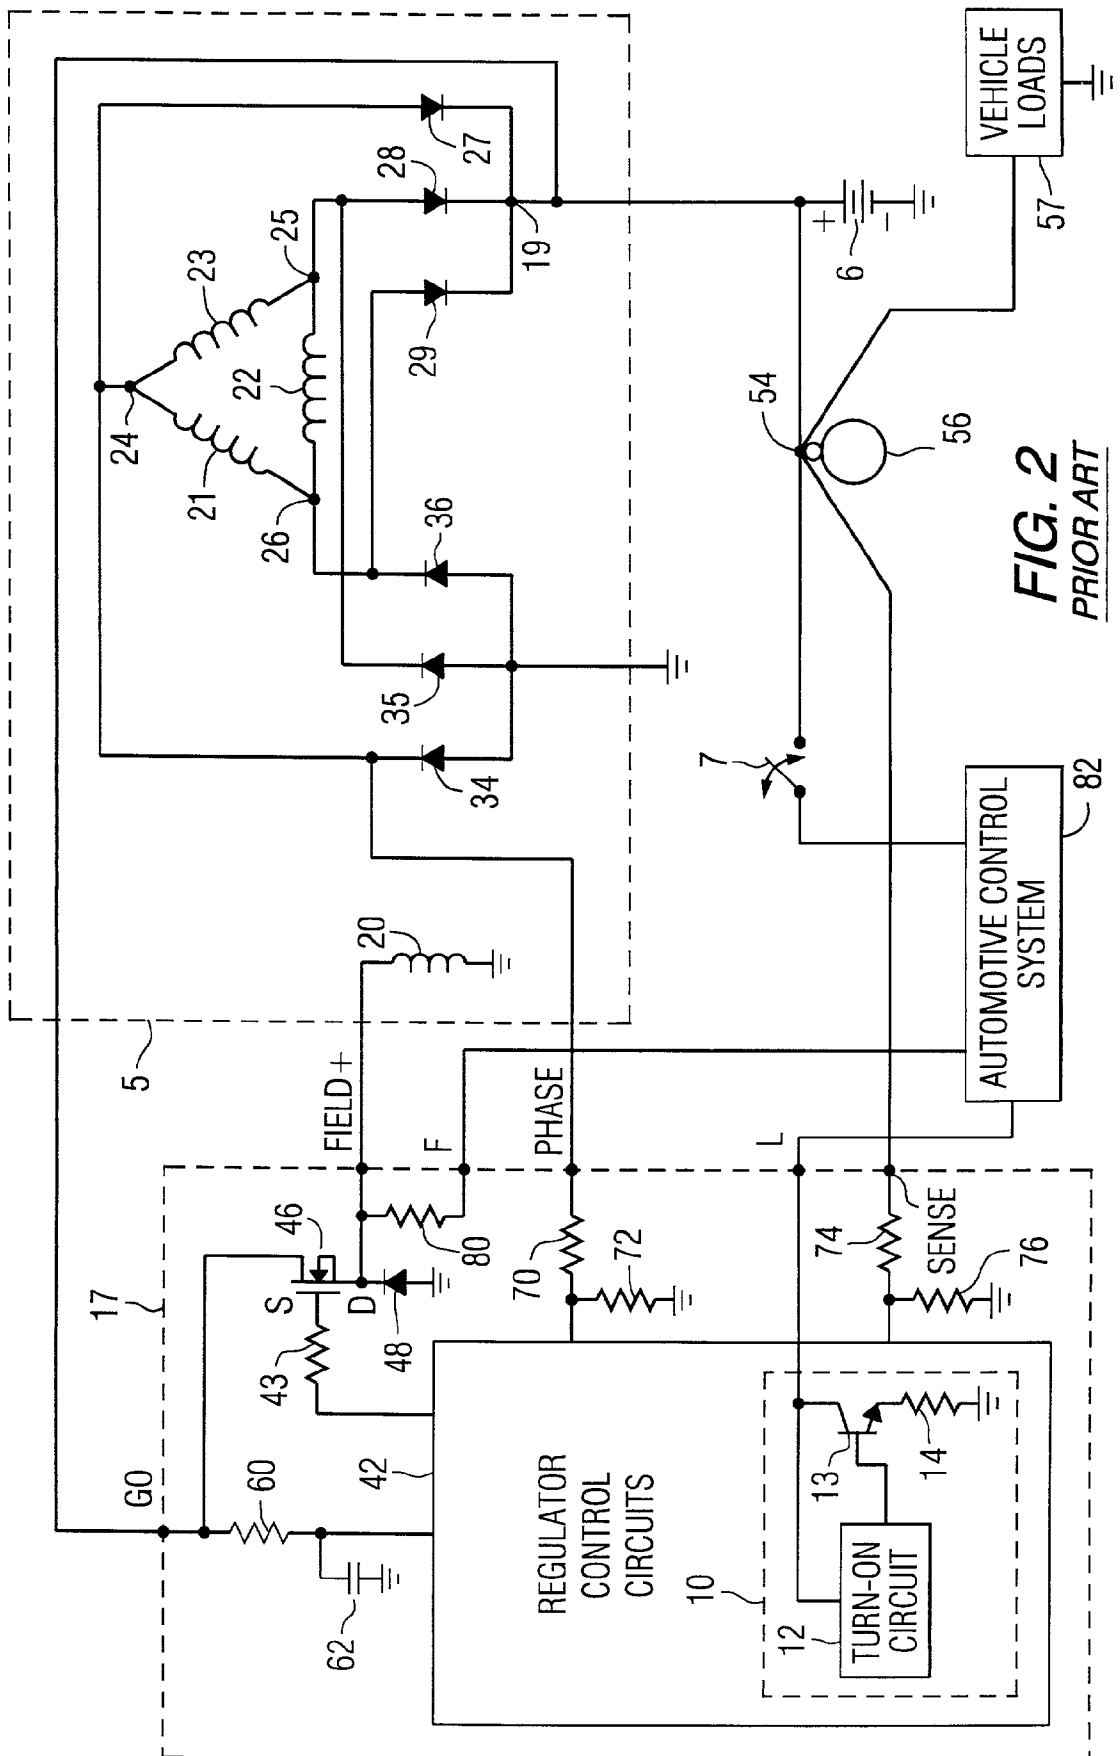 5
24
21
23
22
26
25
36
35
34
28
27
29
19
20
FIELD+
F
PHASE
L
SENSE
17
GO
60
62
43
S
D
46
48
80
70
72
74
76
42
REGULATOR
CONTROL
CIRCUITS
10
12
TURN-ON
CIRCUIT
13
14
7
54
56
+
-
6
57
VEHICLE
LOADS
AUTOMOTIVE CONTROL
SYSTEM
82
FIG. 2
PRIOR ART